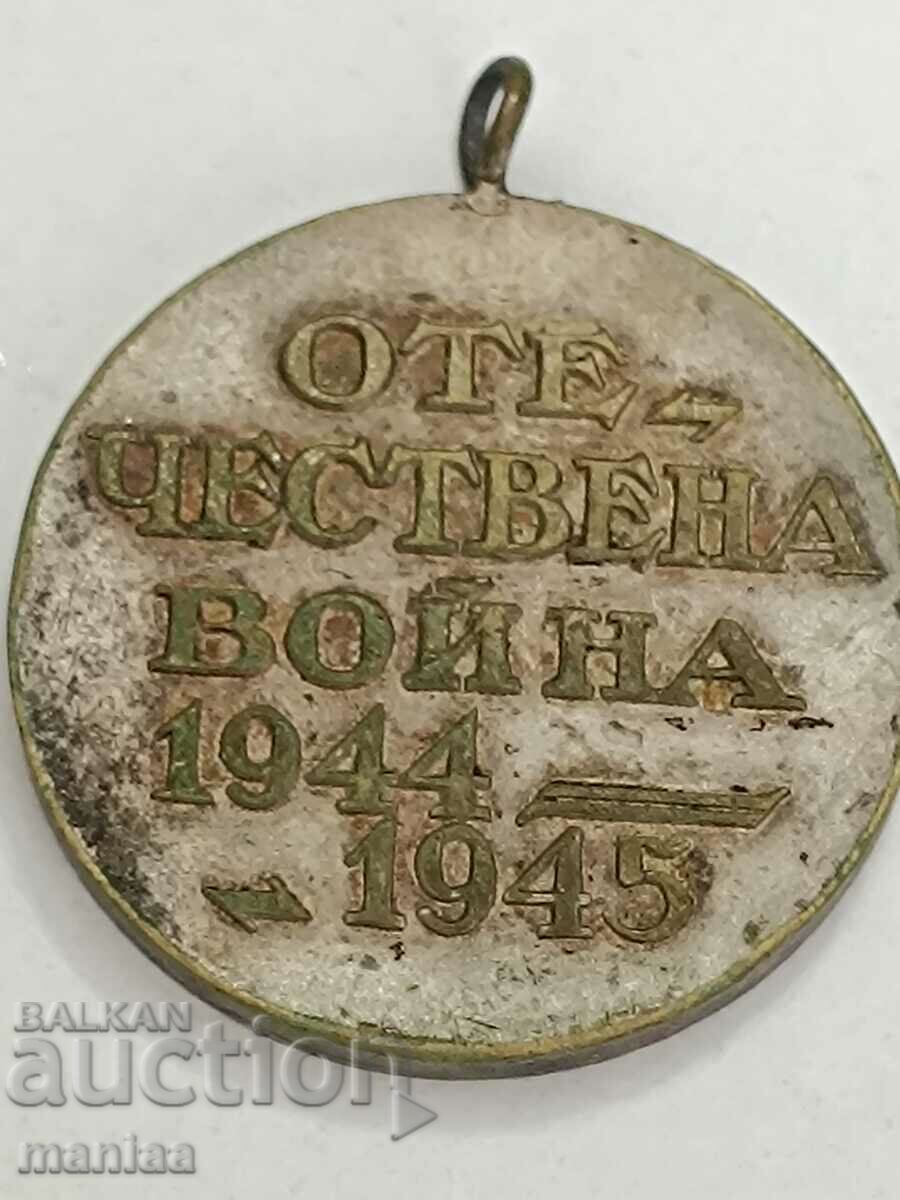 ОТЕ-
ЧЕСТВЕНА
ВОЙНА
1944 —
- 1945
BALKAN
auction
maniaa